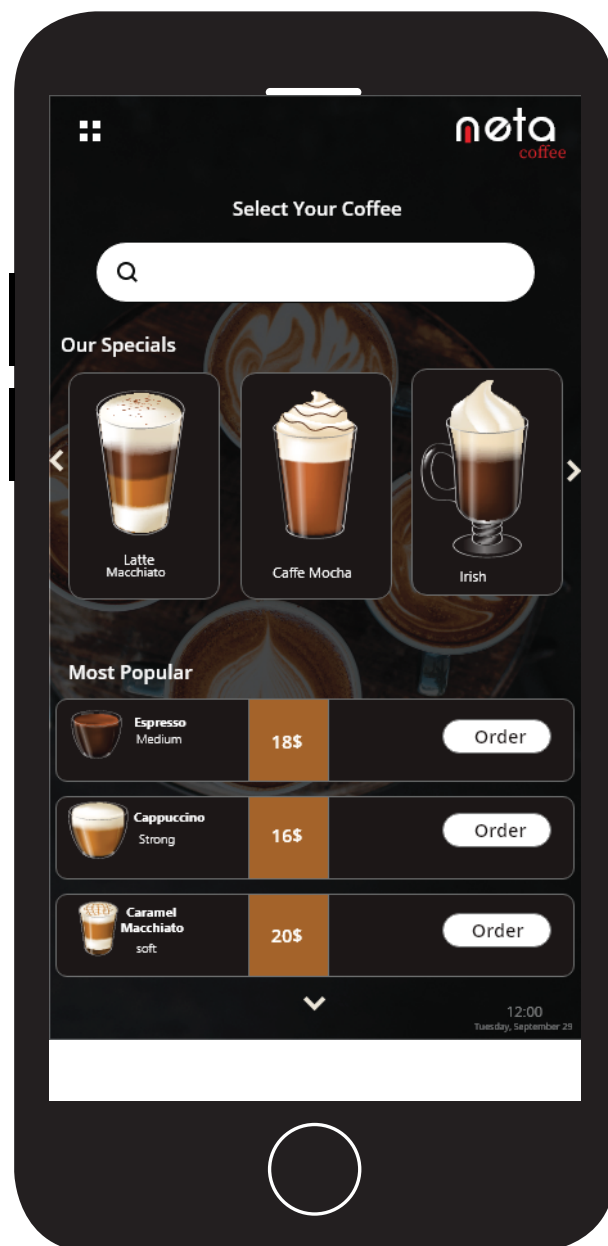 neta
coffee
Select Your Coffee
Our Specials
Latte
Macchiato
Caffe Mocha
Irish
Most Popular
Espresso
Medium
18$
Order
Cappuccino
Strong
16$
Order
Caramel
Macchiato
soft
20$
Order
12:00
Tuesday, September 29